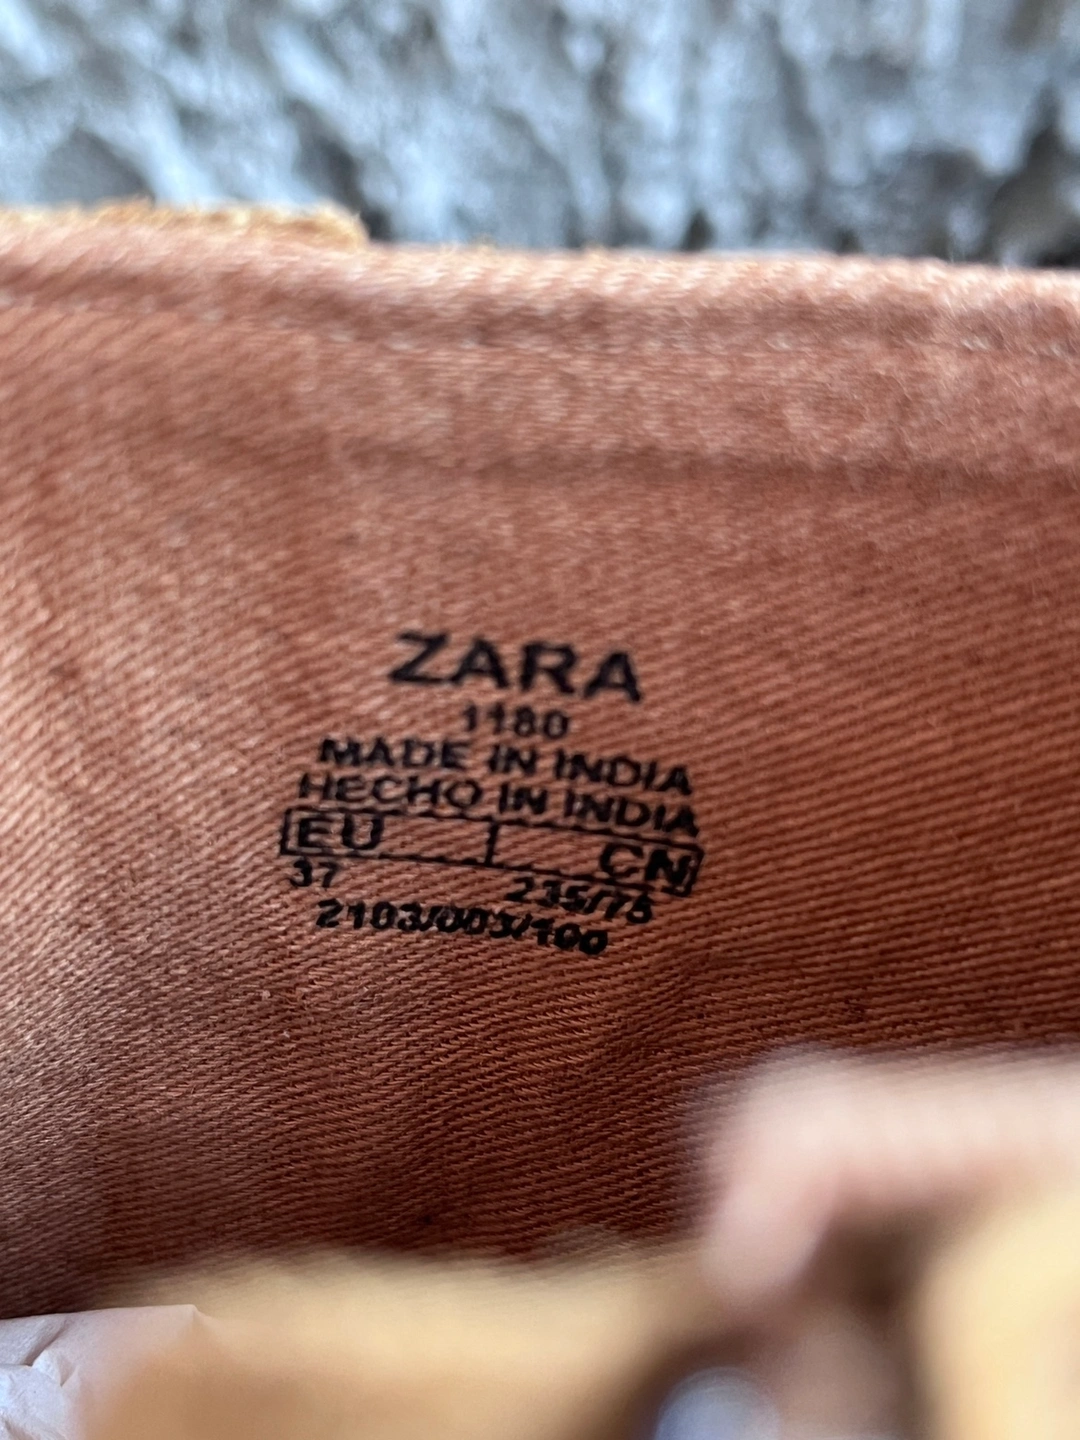 ZARA
1180
MADE IN INDIA
HECHO IN INDIA
EU CN
37 235/75
2103/003/100